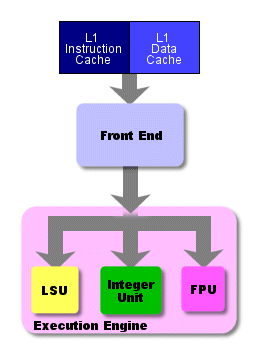 L1
Instruction
Cache
L1
Data
Cache
Front End
LSU
Integer
Unit
FPU
Execution Engine